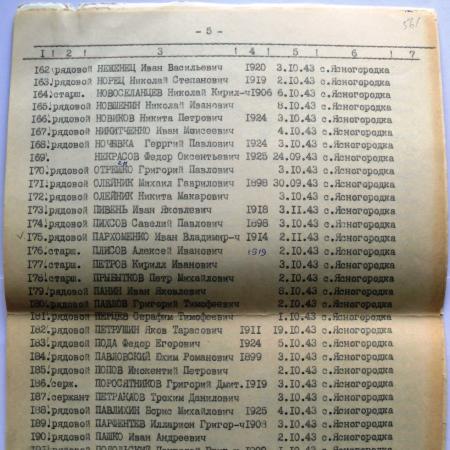 - 5 -
561
1 ! 2 ! 3 ! 4 ! 5 ! 6 ! 7
162.рядовой НЕЖЕНЕЦ Иван Васильевич 1920 3.10.43 с.Ясногородка
163.рядовой НОРЕЦ Николай Степанович 1919 2.10.43 с.Ясногородка
164.старш. НОВОСЕЛАНЦЕВ Николай Кирил-ч 1906 6.10.43 с.Ясногородка
165.рядовой НОВШЕНИН Николай Иванович 8.10.43 с.Ясногородка
166.рядовой НОВИКОВ Никита Петрович 1924 3.10.43 с.Ясногородка
167.рядовой НИКИТЧЕНКО Иван Моисеевич 4.10.43 с.Ясногородка
168.рядовой НОЧЕВКА Геррги́й Павлович 1924 3.10.43 с.Ясногородка
169. НЕКРАСОВ Федор Оксентьевич 1925 24.09.43 с.Ясногородка
170.рядовой Григорий Павлович 3.10.43 с.Ясногородка
171.рядовой ОЛЕЙНИК Михаил Гаврилович 1898 30.09.43 с.Ясногородка
172.рядовой ОЛЕЙНИК Никита Макарович 3.10.43 с.Ясногородка
173.рядовой ПИВЕНЬ Иван Яковлевич 1918 3.11.43 с.Ясногородка
174.рядовой ПИХСОВ Савелий Павлович 1898 3.10.43 с.Ясногородка
175.рядовой ПАРХОМЕНКО Иван Владимир-ч 1914 2.11.43 с.Ясногородка
176.старш. ПЛИСОВ Алексей Иванович 1919 2.10.43 с.Ясногородка
177.старш. ПЕТРОВ Кирилл Иванович 3.10.43 с.Ясногородка
178.старш. ПРЫБЫТКОВ Петр Михайлович 2.10.43 с.Ясногородка
179.рядовой ПАНИН Иван Яковлевич 6.10.43 с.Ясногородка
180.рядовой ПАВЛОВ Григорий Тимофеевич 2.10.43 с.Ясногородка
181.рядовой ПЕРЦЕВ Серафим Тимофеевич 1.10.43 с.Ясногородка
182.рядовой ПЕТРУШИН Яков Тарасович 1911 19.10.43 с.Ясногородка
183.рядовой ПОДА Федор Егорович 1924 5.10.43 с.Ясногородка
184.рядовой ПАВЛОВСКИЙ Еким Романович 1899 3.10.43 с.Ясногородка
185.рядовой ПОПОВ Инокентий Петрович 2.10.43 с.Ясногородка
186.серж. ПОРОСЯТНИКОВ Григорий Дмит. 1919 3.10.43 с.Ясногородка
187.сержант ПЕТРАКАОВ Трохим Данилович 3.10.43 с.Ясногородка
188.рядовой ПАВЛИХИН Борис Михайлович 1925 4.10.43 с.Ясногородка
189.рядовой ПАРФЕНТЕВ Илларион Григор-ч 1908 3.10.43 с.Ясногородка
190.рядовой ПАШКО Иван Андреевич 2.10.43 с.Ясногородка